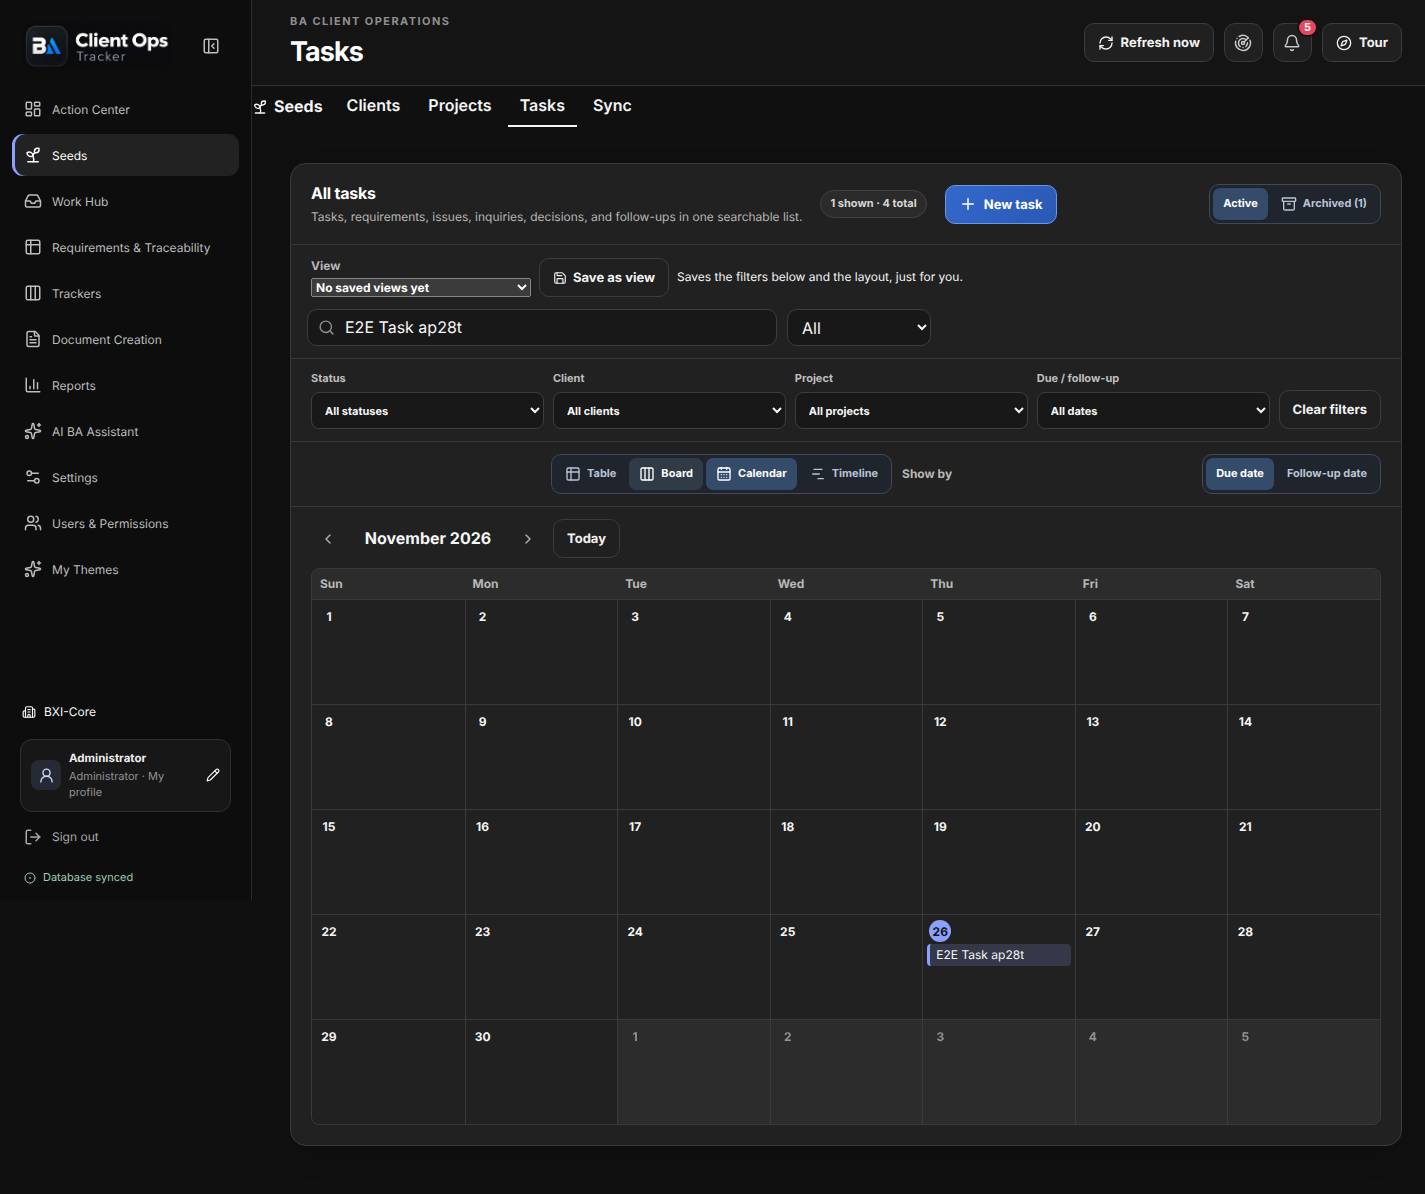 BA Client Ops
Tracker
Action Center
Seeds
Work Hub
Requirements & Traceability
Trackers
Document Creation
Reports
AI BA Assistant
Settings
Users & Permissions
My Themes
BXI-Core
Administrator
Administrator · My
profile
Sign out
Database synced
BA CLIENT OPERATIONS
Tasks
Refresh now
5
Tour
Seeds Clients Projects Tasks Sync
All tasks
Tasks, requirements, issues, inquiries, decisions, and follow-ups in one searchable list.
1 shown · 4 total
New task
Active Archived (1)
View
No saved views yet
Save as view
Saves the filters below and the layout, just for you.
E2E Task ap28t
All
Status Client Project Due / follow-up
All statuses All clients All projects All dates Clear filters
Table Board Calendar Timeline Show by Due date Follow-up date
November 2026 Today
Sun Mon Tue Wed Thu Fri Sat
1 2 3 4 5 6 7
8 9 10 11 12 13 14
15 16 17 18 19 20 21
22 23 24 25 26 27 28
E2E Task ap28t
29 30 1 2 3 4 5